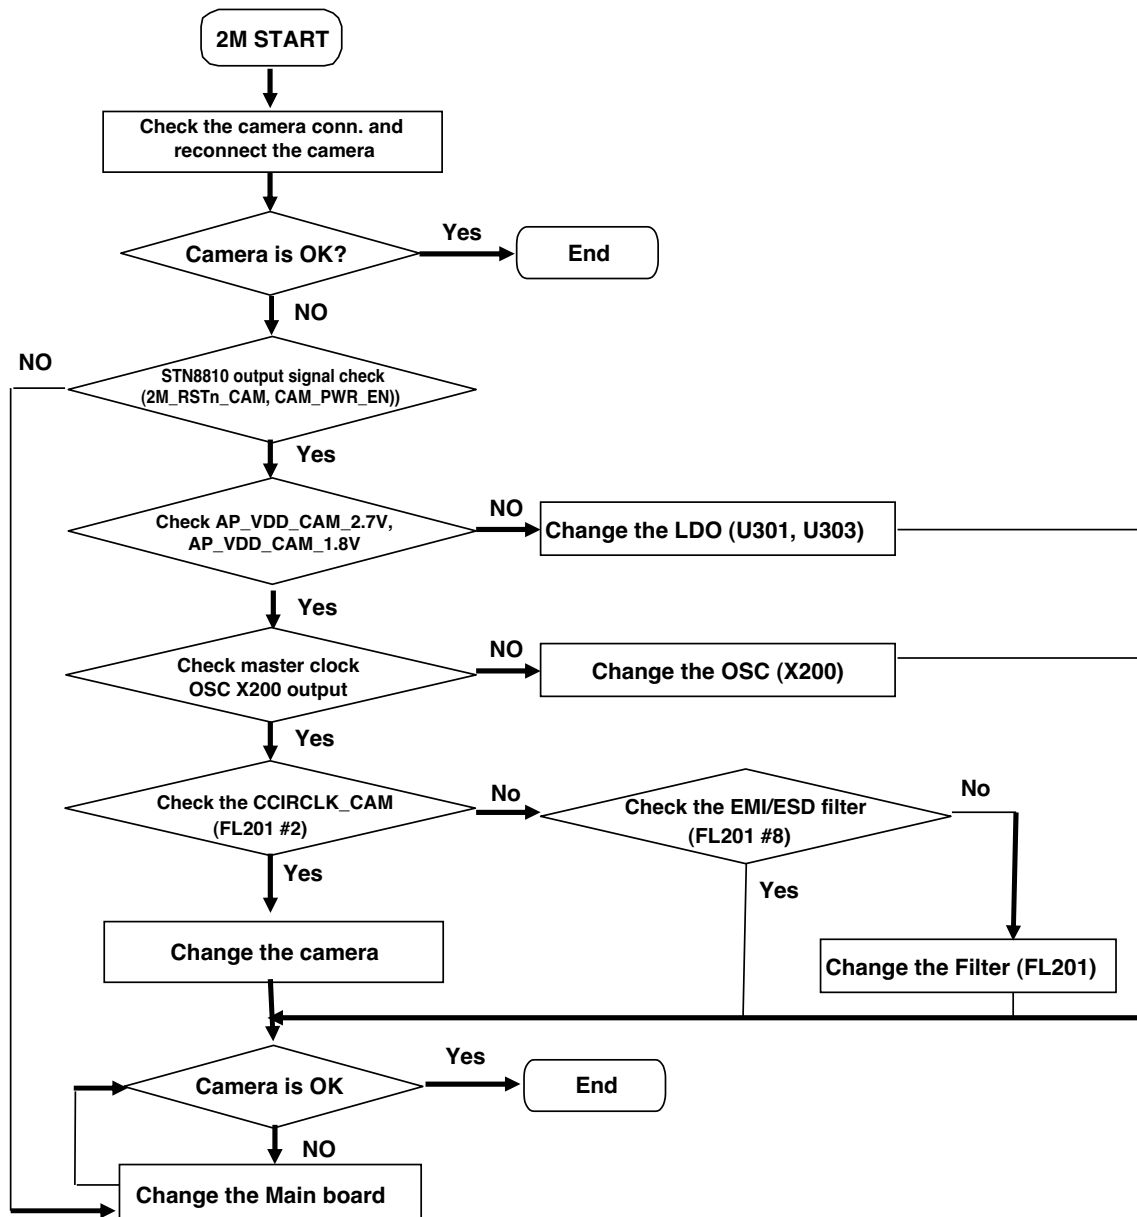 2M START
Check the camera conn. and
reconnect the camera
Camera is OK?
Yes
End
NO
NO
STN8810 output signal check
(2M_RSTn_CAM, CAM_PWR_EN))
Yes
Check AP_VDD_CAM_2.7V,
AP_VDD_CAM_1.8V
NO
Change the LDO (U301, U303)
Yes
Check master clock
OSC X200 output
NO
Change the OSC (X200)
Yes
Check the CCIRCLK_CAM
(FL201 #2)
No
Check the EMI/ESD filter
(FL201 #8)
No
Yes
Yes
Change the camera
Change the Filter (FL201)
Camera is OK
Yes
End
NO
Change the Main board